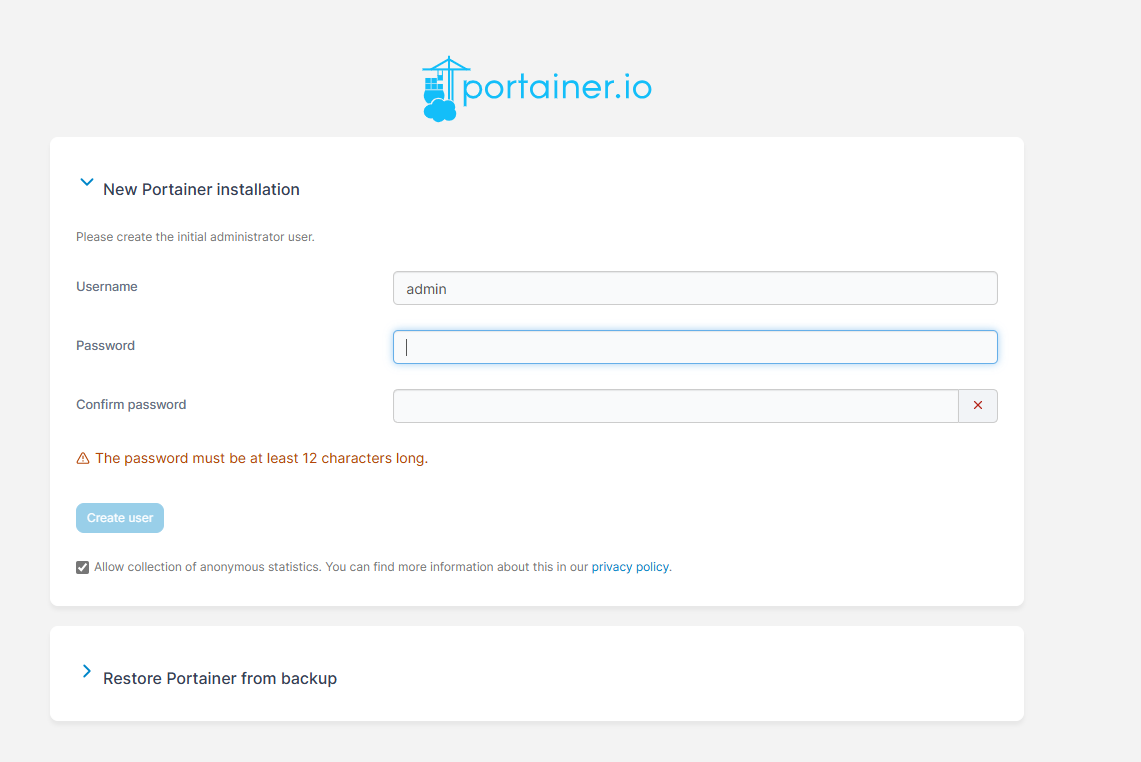 portainer.io
New Portainer installation
Please create the initial administrator user.
Username
admin
Password
Confirm password
The password must be at least 12 characters long.
Create user
Allow collection of anonymous statistics. You can find more information about this in our privacy policy.
Restore Portainer from backup